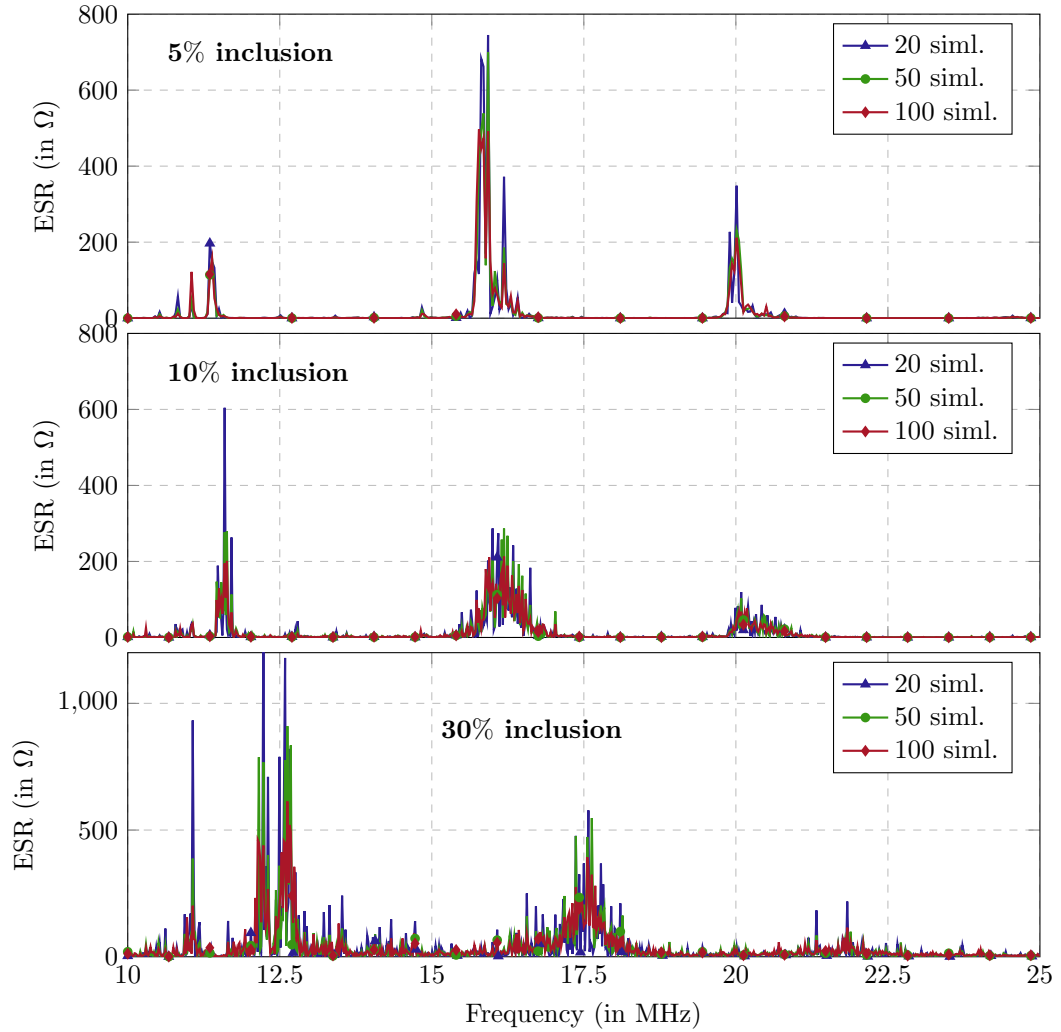 800
600
400
200
0
ESR (in Ω)
5% inclusion
20 siml.
50 siml.
100 siml.
800
600
400
200
0
ESR (in Ω)
10% inclusion
20 siml.
50 siml.
100 siml.
1,000
500
0
ESR (in Ω)
30% inclusion
20 siml.
50 siml.
100 siml.
10 12.5 15 17.5 20 22.5 25
Frequency (in MHz)